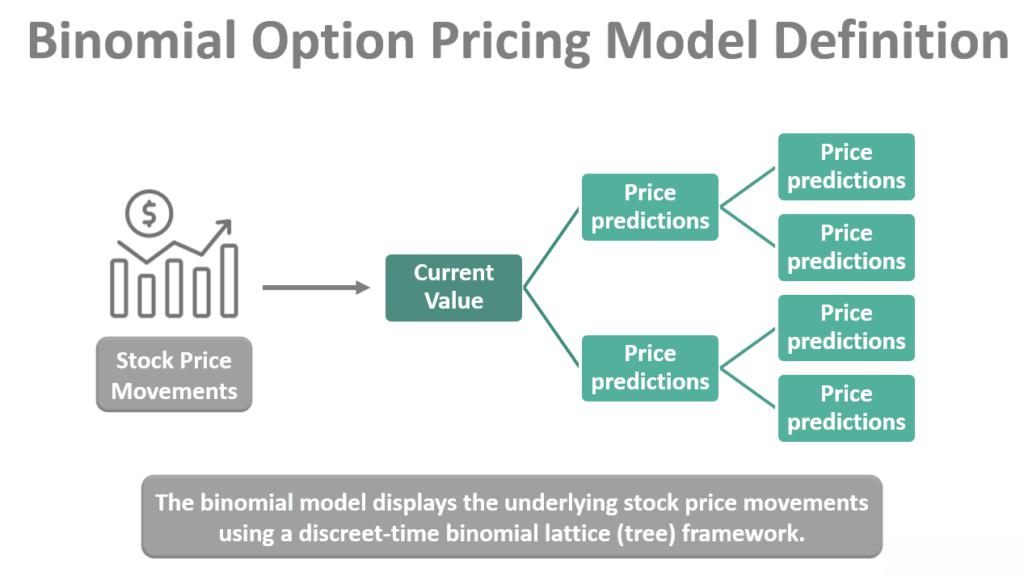 Binomial Option Pricing Model Definition
$
Stock Price
Movements
Current
Value
Price
predictions
Price
predictions
Price
predictions
Price
predictions
Price
predictions
Price
predictions
The binomial model displays the underlying stock price movements
using a discreet-time binomial lattice (tree) framework.